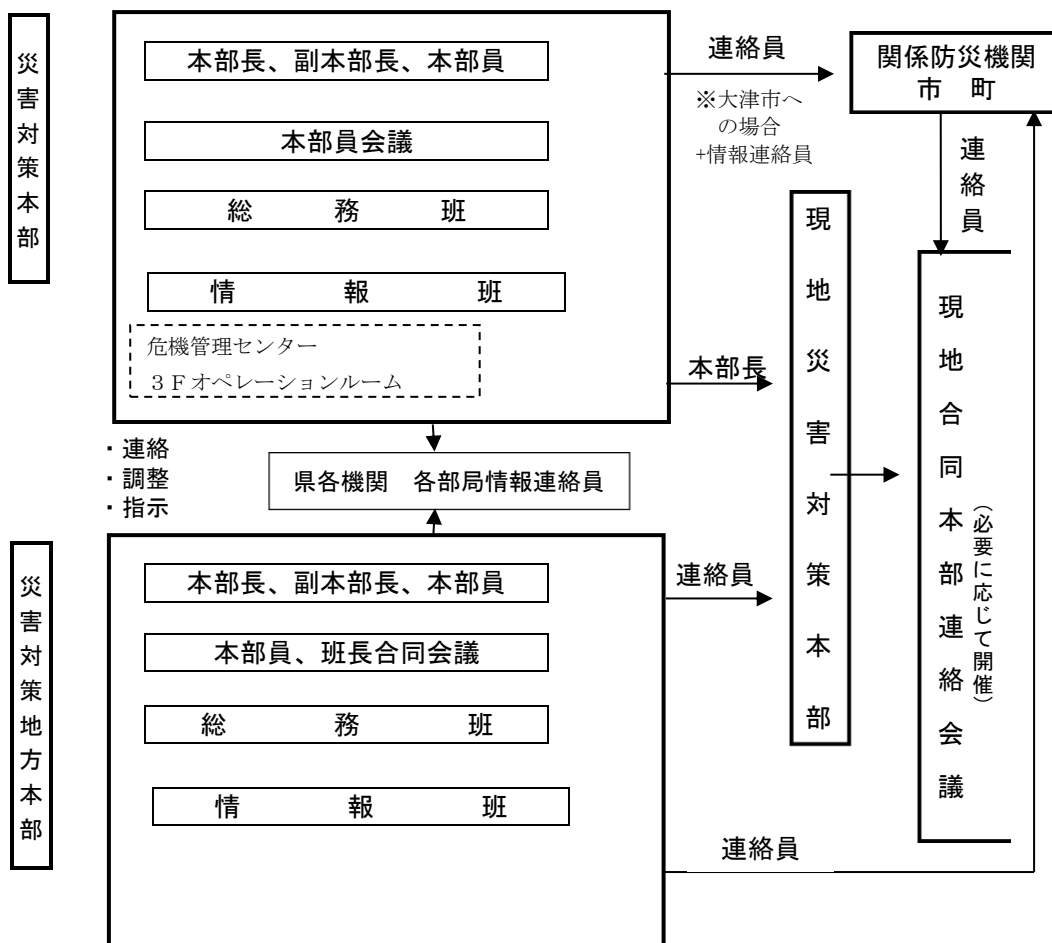 災害対策本部
本部長、副本部長、本部員
本部員会議
総　務　班
情　報　班
危機管理センター
３Ｆオペレーションルーム
連絡員
※大津市へ
の場合
+情報連絡員
関係防災機関
市　町
連絡員
本部長
現地災害対策本部
現地合同本部連絡会議
（必要に応じて開催）
・連絡
・調整
・指示
県各機関　各部局情報連絡員
災害対策地方本部
本部長、副本部長、本部員
本部員、班長合同会議
総　務　班
情　報　班
連絡員
連絡員